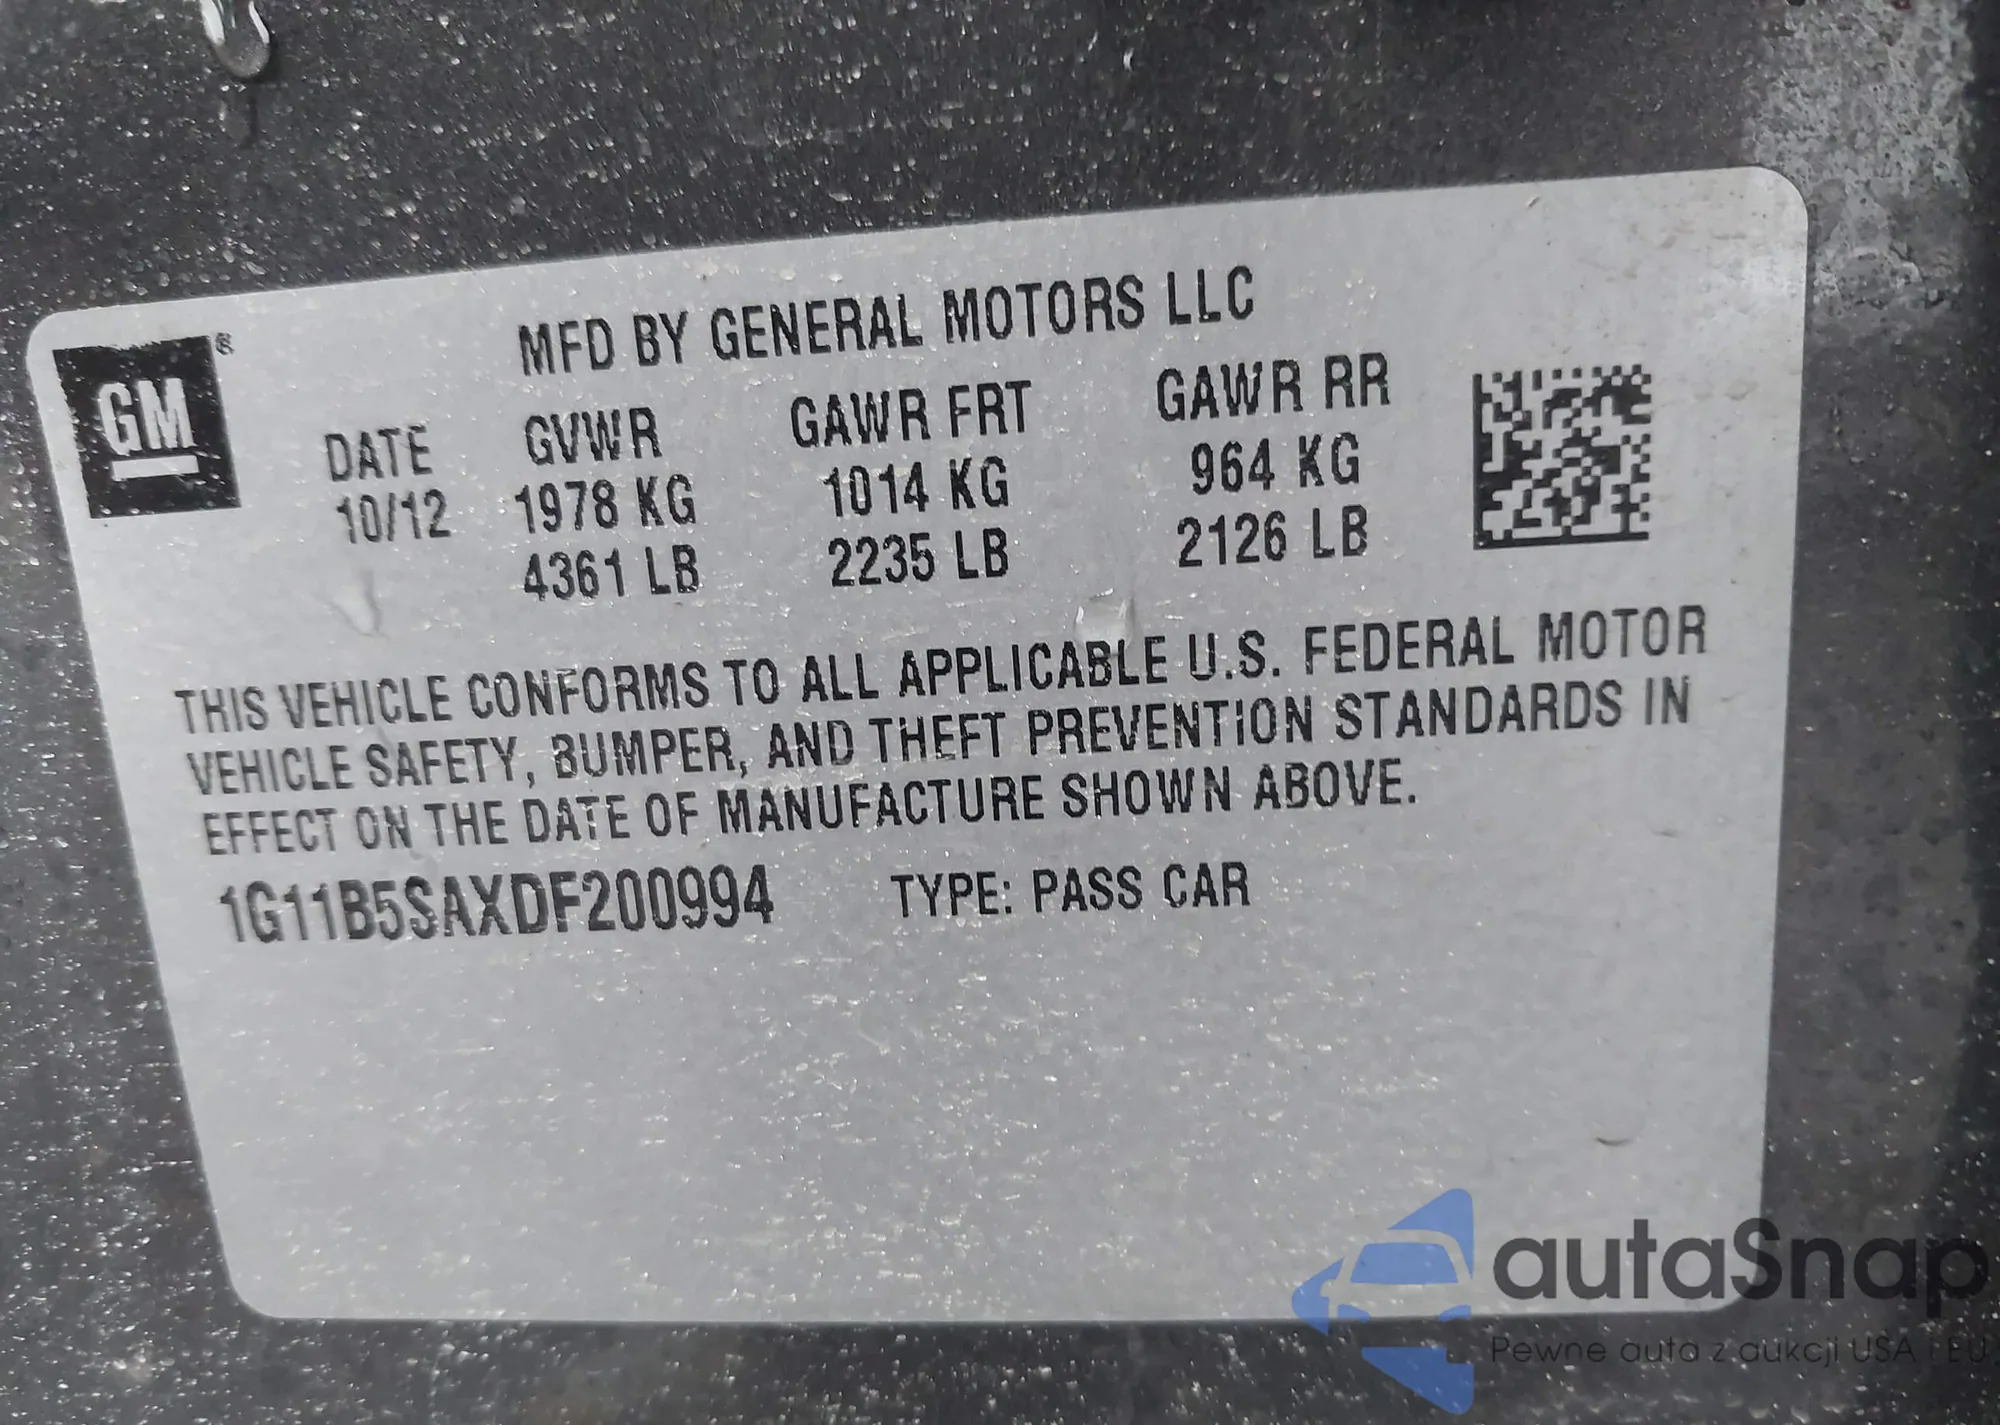 GM®
MFD BY GENERAL MOTORS LLC
DATE GVWR GAWR FRT GAWR RR
10/12 1978 KG 1014 KG 964 KG
4361 LB 2235 LB 2126 LB
THIS VEHICLE CONFORMS TO ALL APPLICABLE U.S. FEDERAL MOTOR
VEHICLE SAFETY, BUMPER, AND THEFT PREVENTION STANDARDS IN
EFFECT ON THE DATE OF MANUFACTURE SHOWN ABOVE.
1G11B5SAXDF200994 TYPE: PASS CAR
autaSnap
Pewne auta z aukcji USA i EU